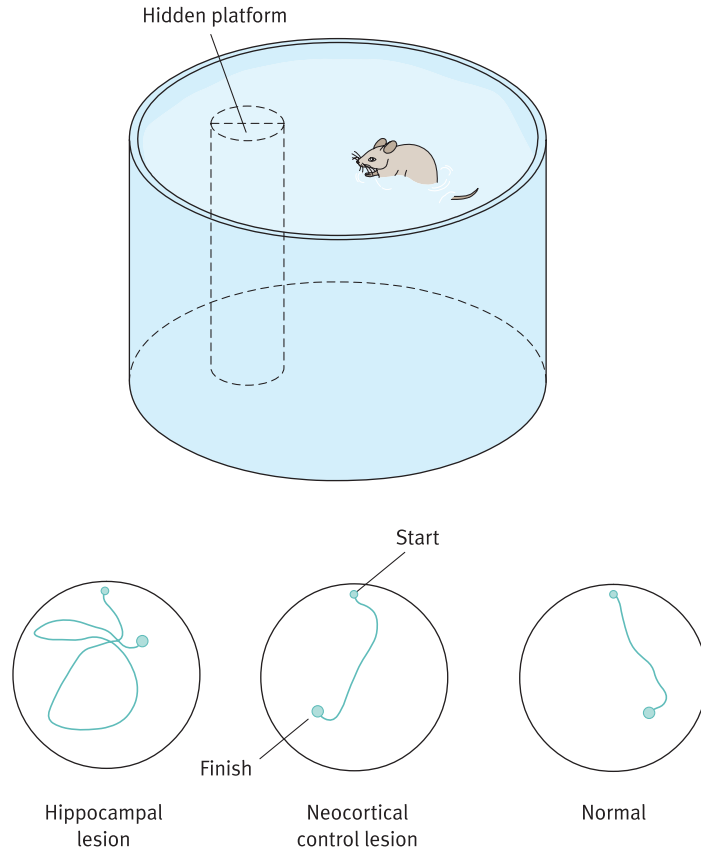 Hidden platform
Start
Finish
Hippocampal
lesion
Neocortical
control lesion
Normal